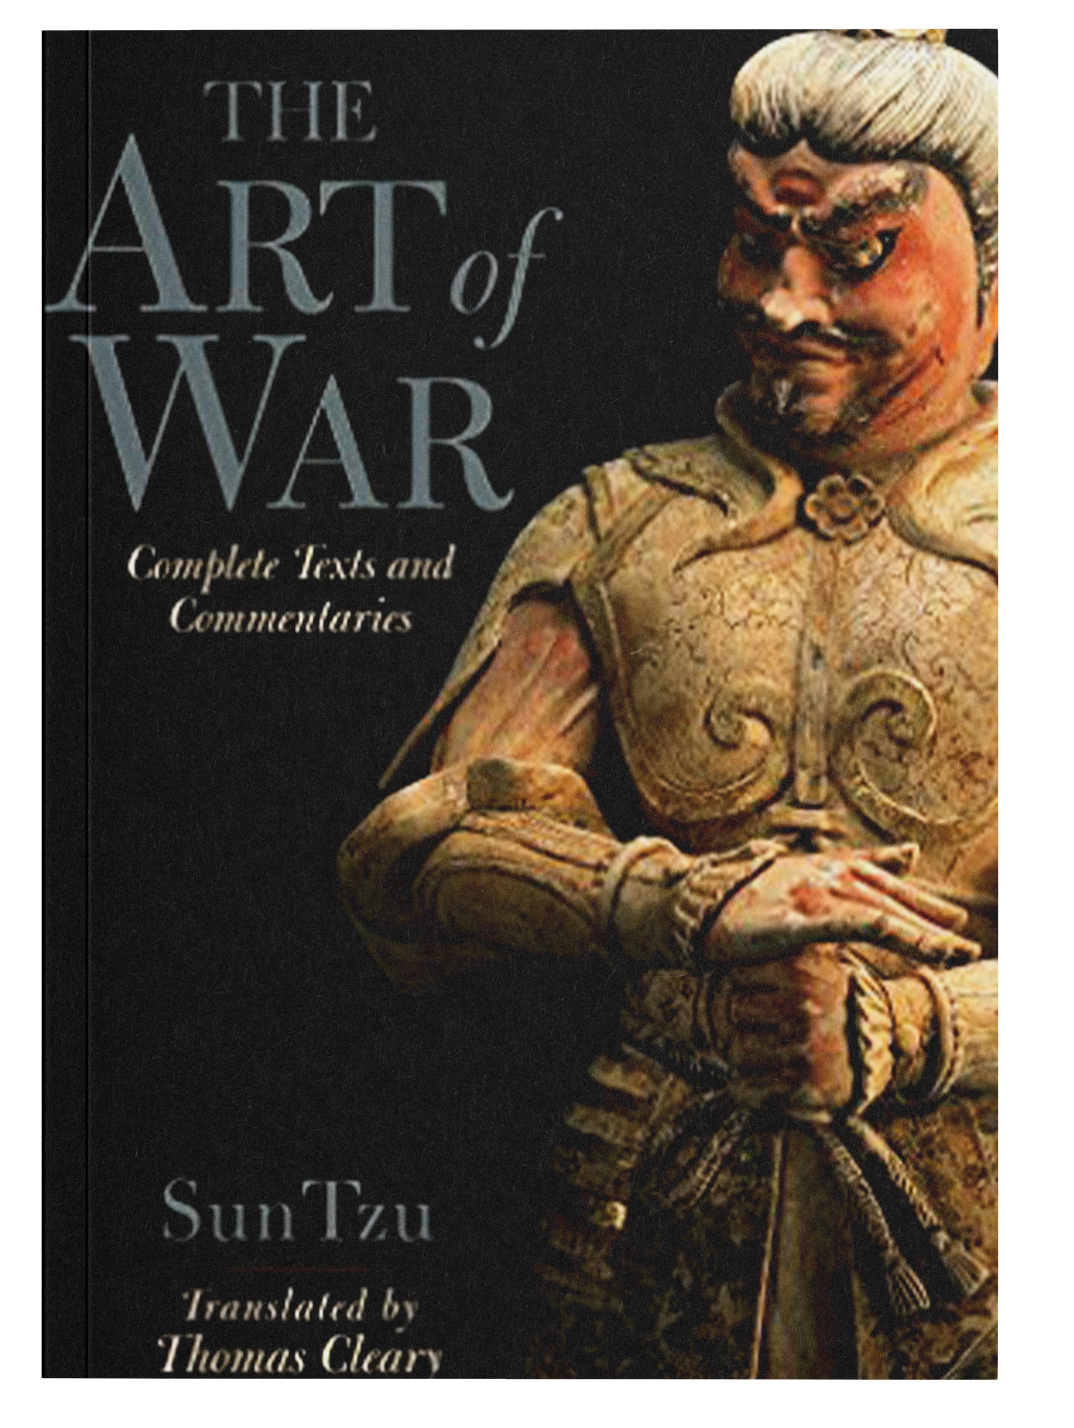 THE
ART of
WAR
Complete Texts and
Commentaries
Sun Tzu
Translated by
Thomas Cleary